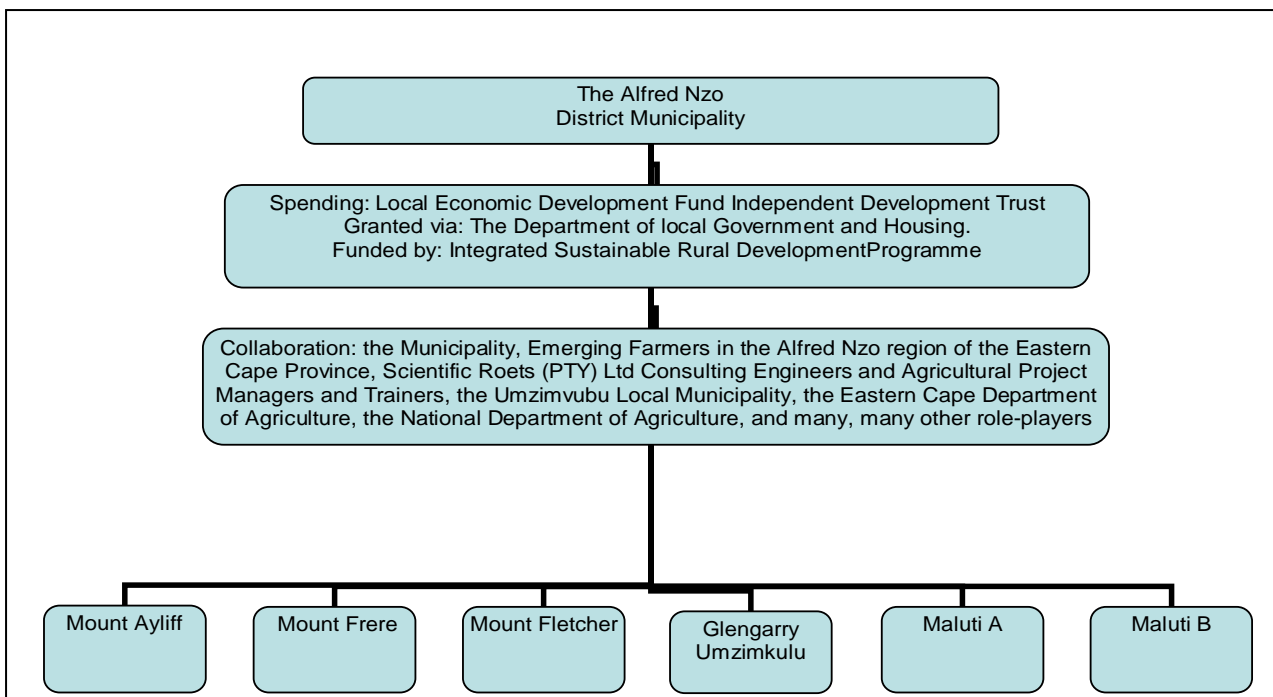 The Alfred Nzo
District Municipality
Spending: Local Economic Development Fund Independent Development Trust
Granted via: The Department of local Government and Housing.
Funded by: Integrated Sustainable Rural DevelopmentProgramme
Collaboration: the Municipality, Emerging Farmers in the Alfred Nzo region of the Eastern
Cape Province, Scientific Roets (PTY) Ltd Consulting Engineers and Agricultural Project
Managers and Trainers, the Umzimvubu Local Municipality, the Eastern Cape Department
of Agriculture, the National Department of Agriculture, and many, many other role-players
Mount Ayliff
Mount Frere
Mount Fletcher
Glengarry
Umzimkulu
Maluti A
Maluti B